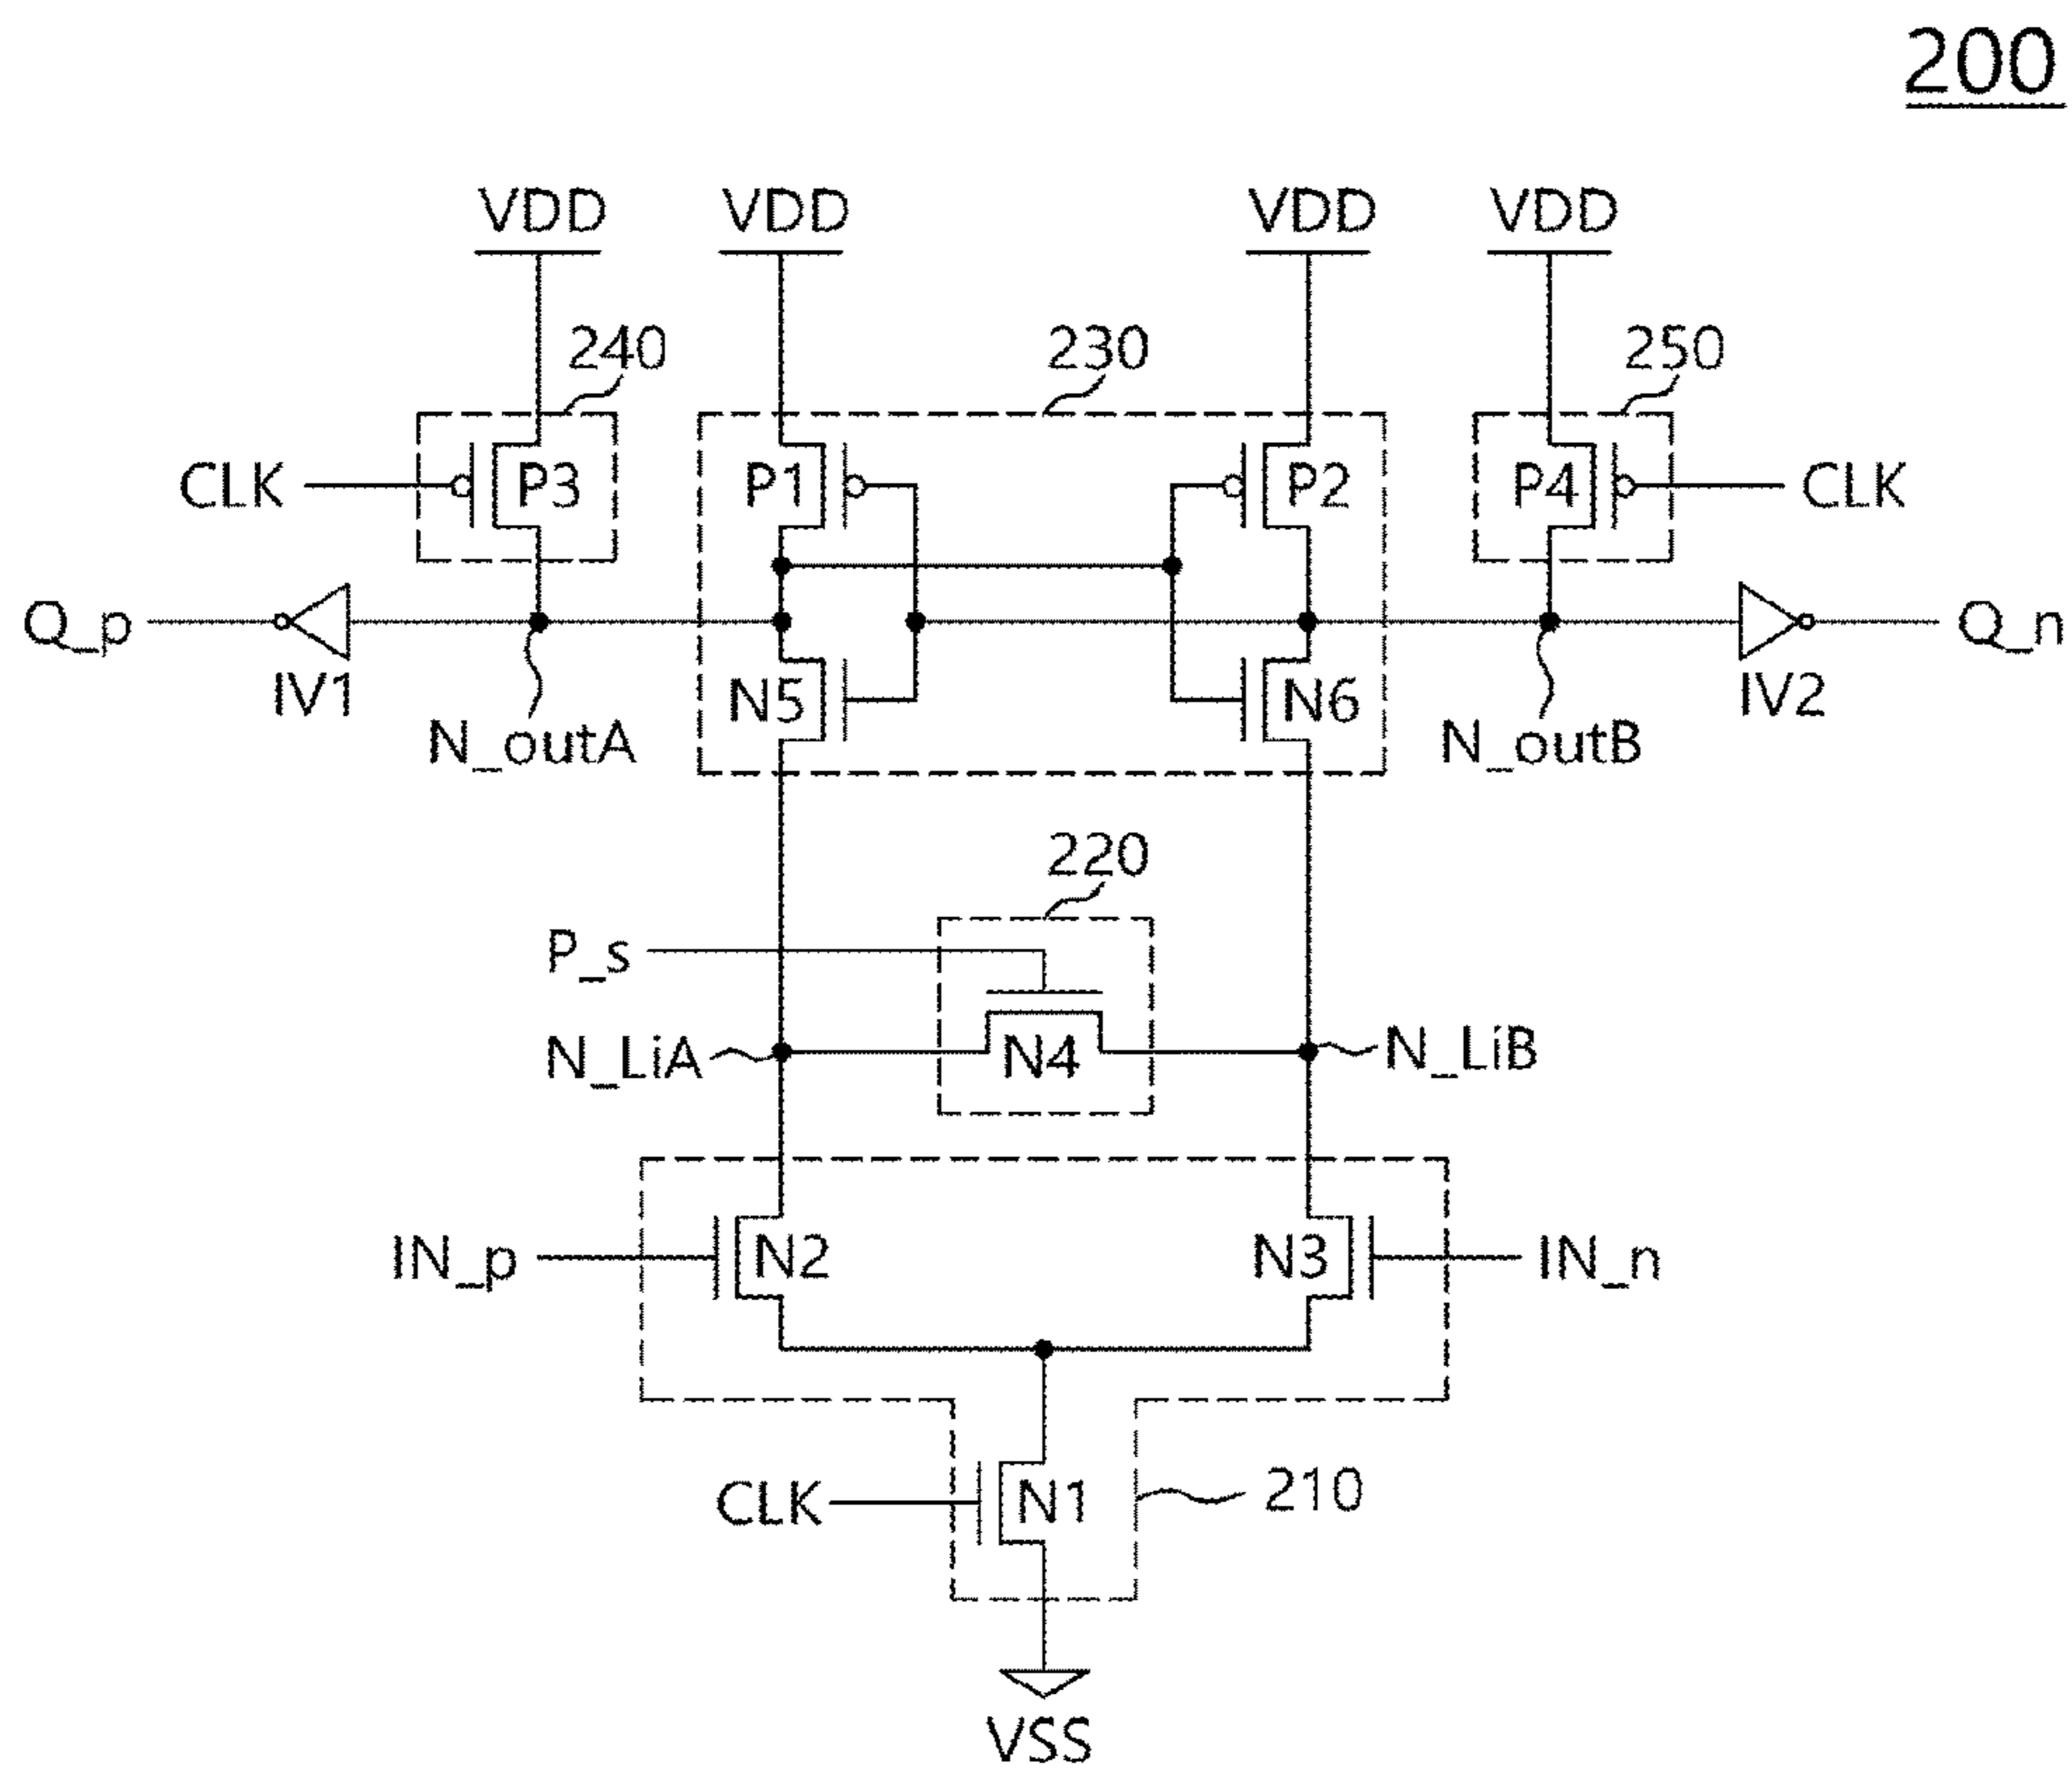 200
VDD VDD VDD VDD
240 230 250
CLK P3 P1 P2 P4 CLK
Q_p IV1 N_outA N5 N6 N_outB IV2 Q_n
220
P_s
N_LiA N4 N_LiB
IN_p N2 N3 IN_n
CLK N1 210
VSS